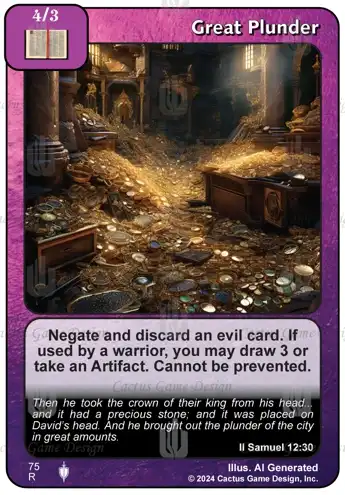 4/3
Great Plunder
Negate and discard an evil card. If
used by a warrior, you may draw 3 or
take an Artifact. Cannot be prevented.
Cactus Game Design
Then he took the crown of their king from his head...
and it had a precious stone; and it was placed on
David's head. And he brought out the plunder of the city
in great amounts.
II Samuel 12:30
75
R
Illus. AI Generated
© 2024 Cactus Game Design, Inc.